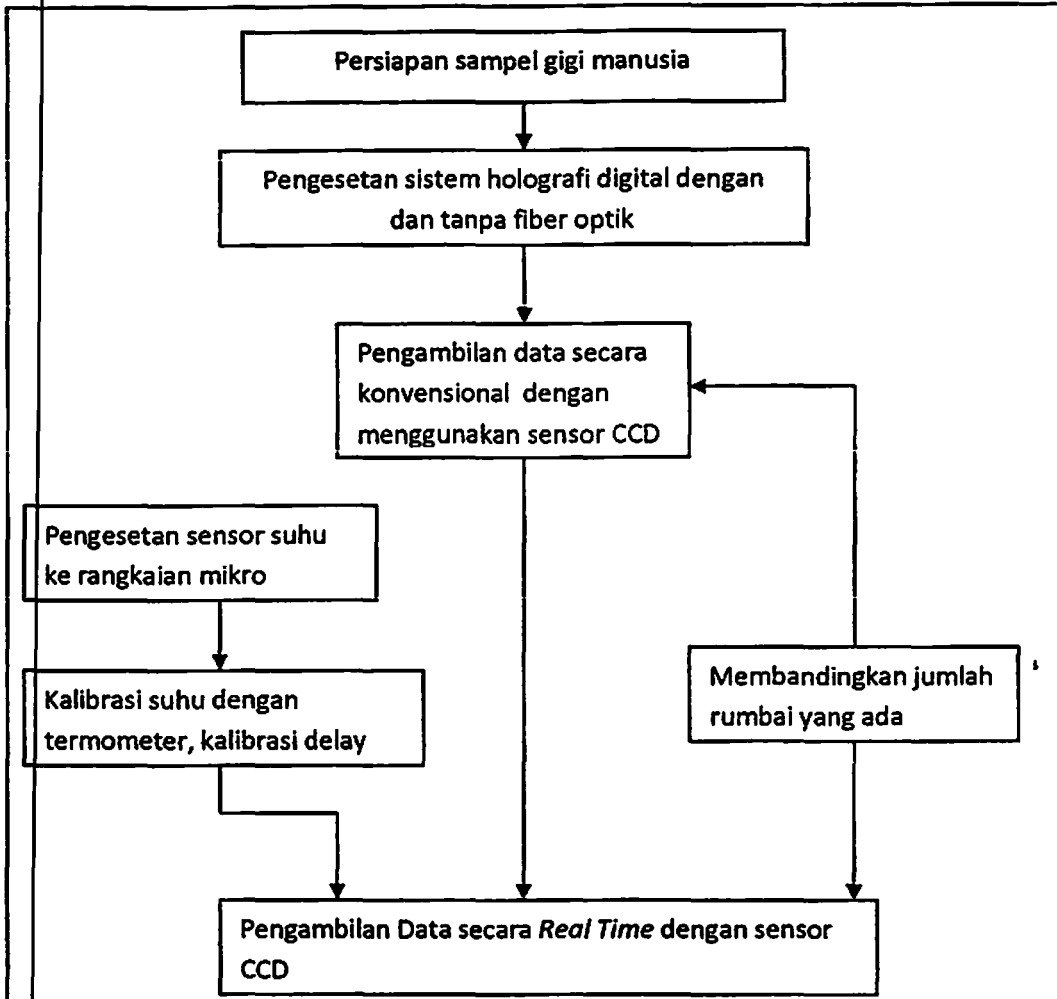 Persiapan sampel gigi manusia
Pengesetan sistem holografi digital dengan
dan tanpa fiber optik
Pengambilan data secara
konvensional dengan
menggunakan sensor CCD
Pengesetan sensor suhu
ke rangkaian mikro
Kalibrasi suhu dengan
termometer, kalibrasi delay
Membandingkan jumlah
rumbai yang ada
Pengambilan Data secara Real Time dengan sensor
CCD